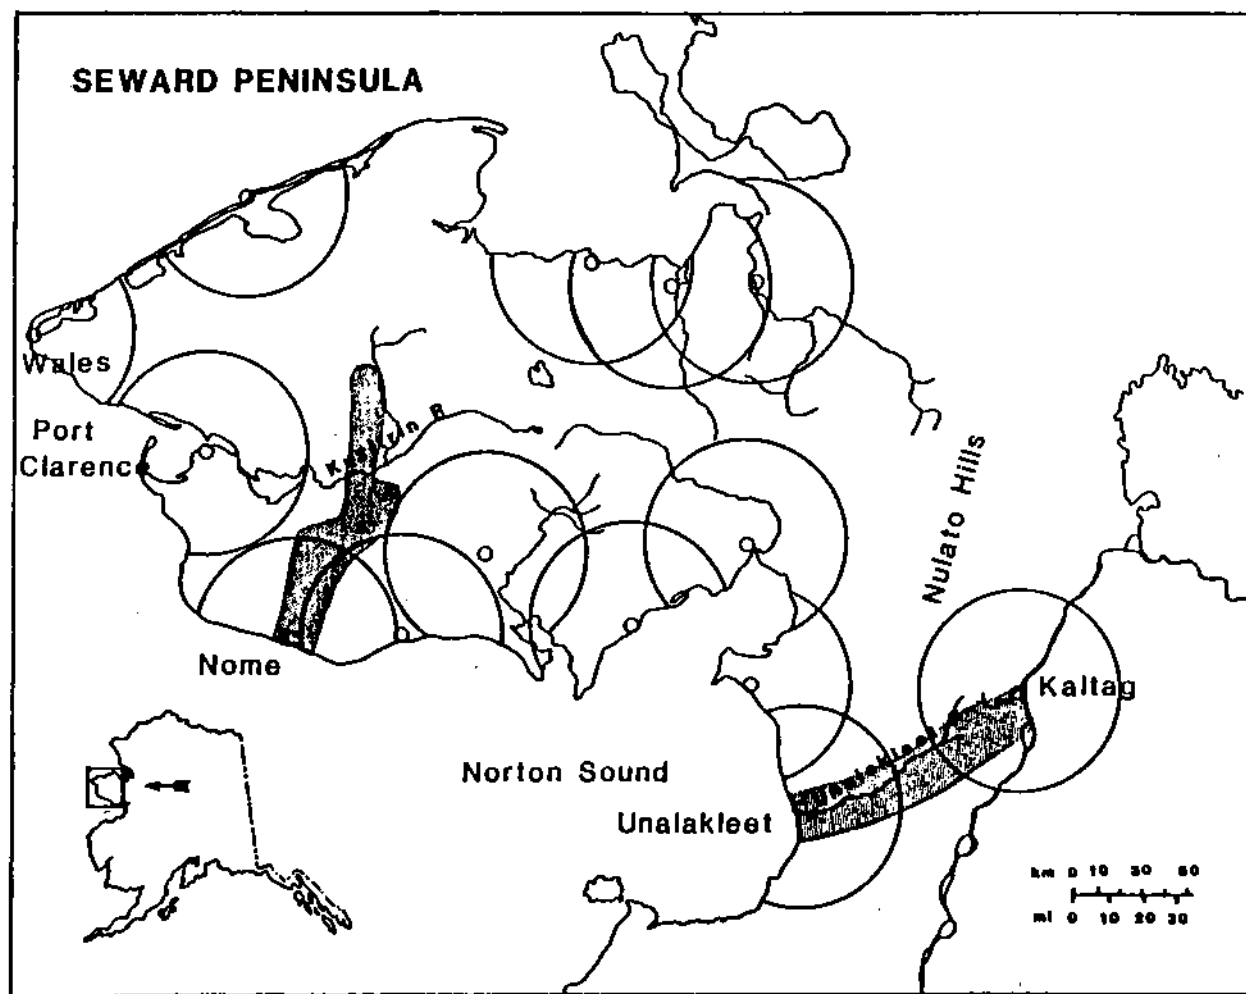 SEWARD PENINSULA
Wales
Port
Clarence
Nome
Norton Sound
Unalakleet
Nulato Hills
Kaltag
km 0 10 30 50
mi 0 10 20 30